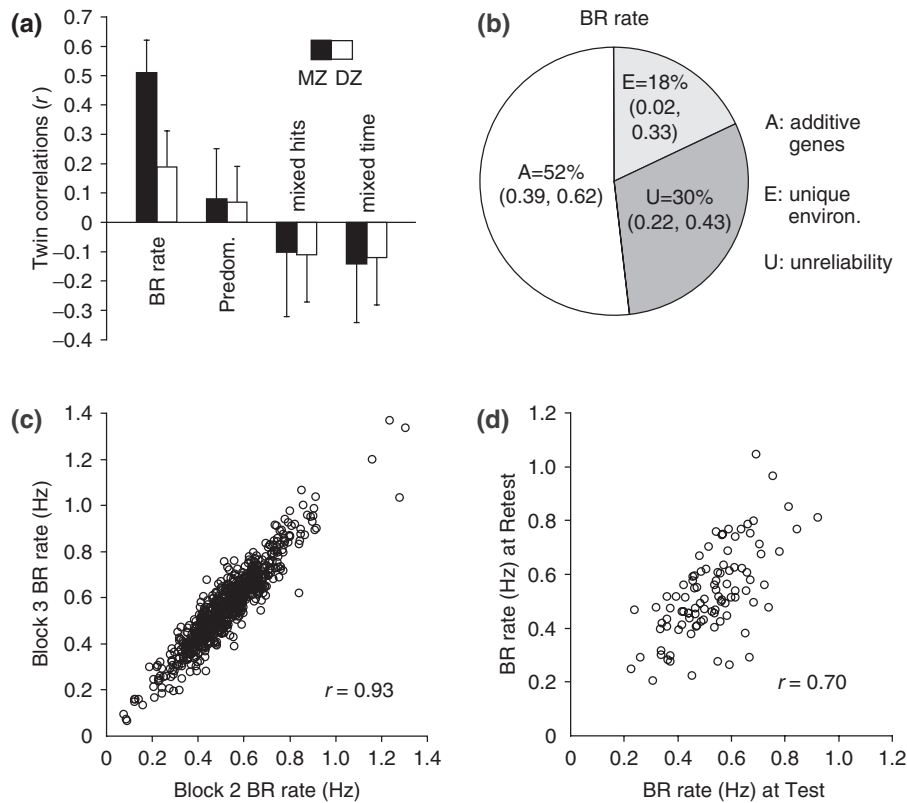 (a)
0.7
0.6
0.5
0.4
0.3
0.2
0.1
0
–0.1
–0.2
–0.3
–0.4
Twin correlations (r)
MZ DZ
BR rate
Predom.
mixed hits
mixed time
(b)
BR rate
E=18%
(0.02,
0.33)
A=52%
(0.39, 0.62)
U=30%
(0.22, 0.43)
A: additive
genes
E: unique
environ.
U: unreliability
(c)
1.4
1.2
1.0
0.8
0.6
0.4
0.2
0
Block 3 BR rate (Hz)
r = 0.93
0 0.2 0.4 0.6 0.8 1.0 1.2 1.4
Block 2 BR rate (Hz)
(d)
1.2
1.0
0.8
0.6
0.4
0.2
0
BR rate (Hz) at Retest
r = 0.70
0 0.2 0.4 0.6 0.8 1.0 1.2
BR rate (Hz) at Test